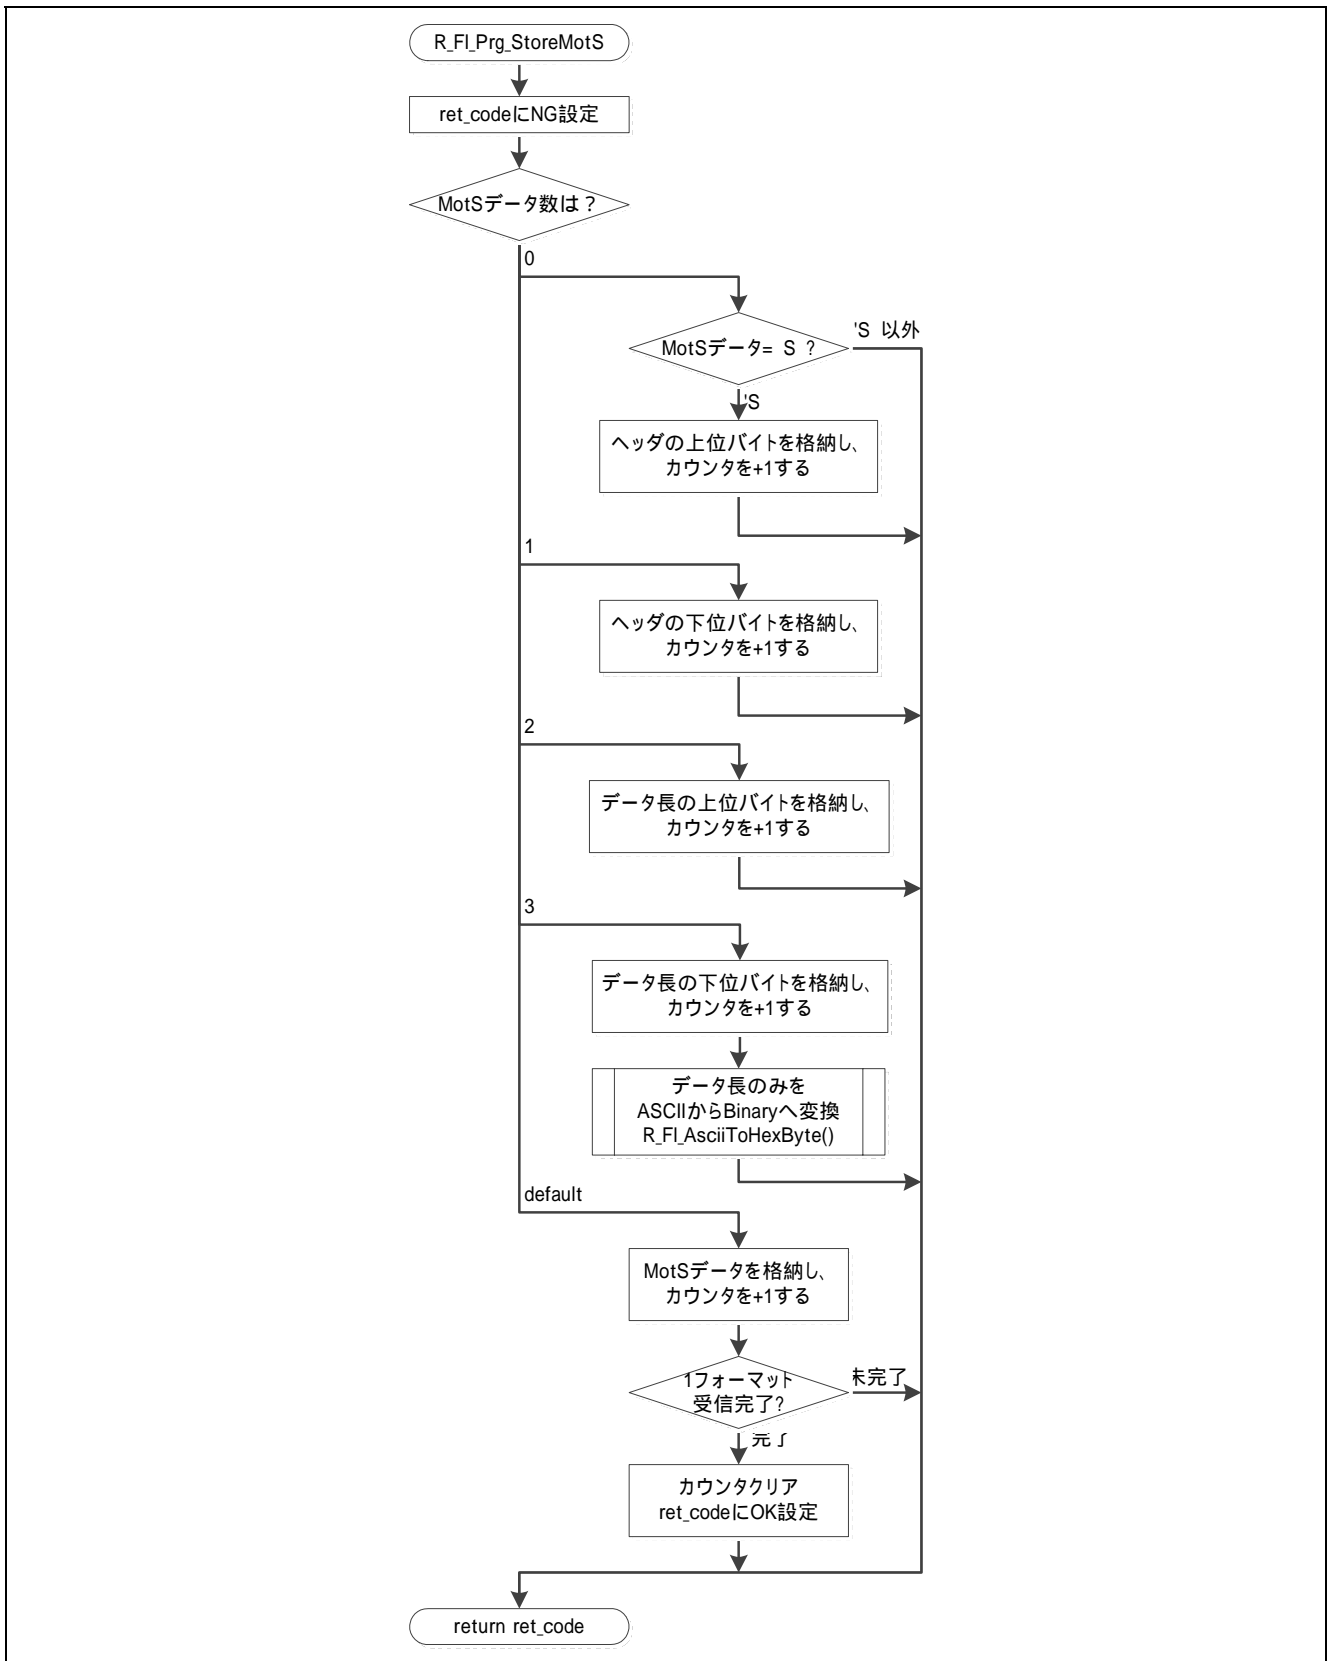 R_Fl_Prg_StoreMotS
ret_codeにNG設定
MotSデータ数は？
0
MotSデータ= S ?
'S 以外
'S
ヘッダの上位バイトを格納し、
カウンタを+1する
1
ヘッダの下位バイトを格納し、
カウンタを+1する
2
データ長の上位バイトを格納し、
カウンタを+1する
3
データ長の下位バイトを格納し、
カウンタを+1する
データ長のみを
ASCIIからBinaryへ変換
R_Fl_AsciiToHexByte()
default
MotSデータを格納し、
カウンタを+1する
1フォーマット
受信完了?
未完了
完了
カウンタクリア
ret_codeにOK設定
return ret_code